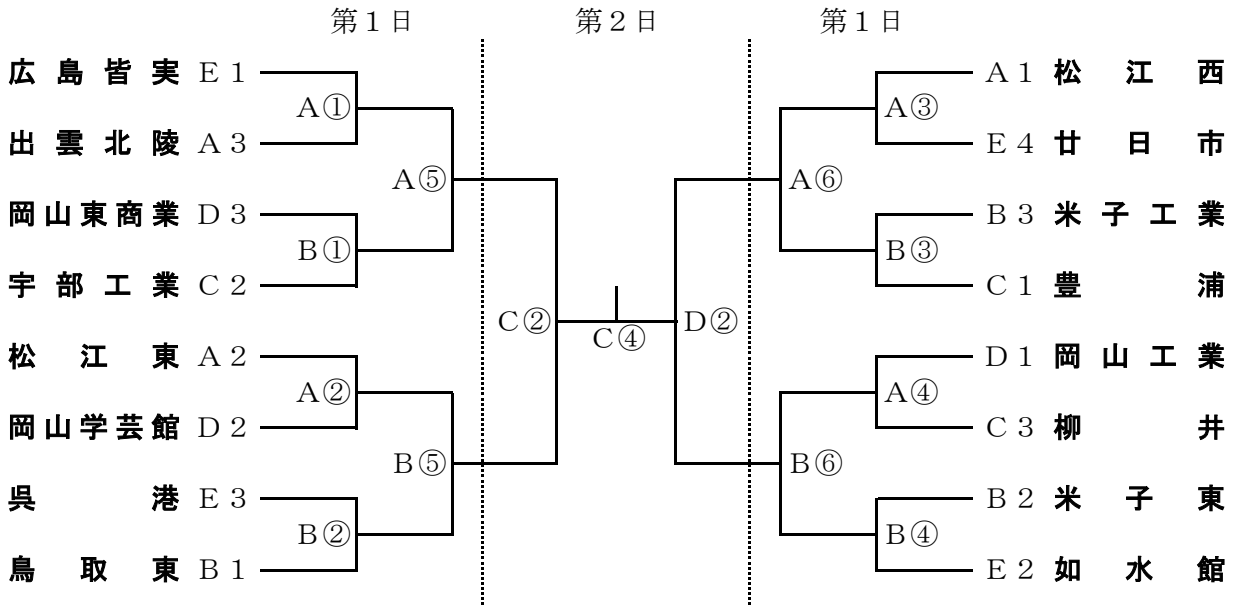 第１日 第２日 第１日
広島皆実 Ｅ１ Ａ１ 松江西
Ａ① Ａ③
出雲北陵 Ａ３ Ｅ４ 廿日市
Ａ⑤ Ａ⑥
岡山東商業 Ｄ３ Ｂ３ 米子工業
Ｂ① Ｂ③
宇部工業 Ｃ２ Ｃ１ 豊浦
Ｃ② Ｃ④ Ｄ②
松江東 Ａ２ Ｄ１ 岡山工業
Ａ② Ａ④
岡山学芸館 Ｄ２ Ｃ３ 柳井
Ｂ⑤ Ｂ⑥
呉港 Ｅ３ Ｂ２ 米子東
Ｂ② Ｂ④
鳥取東 Ｂ１ Ｅ２ 如水館